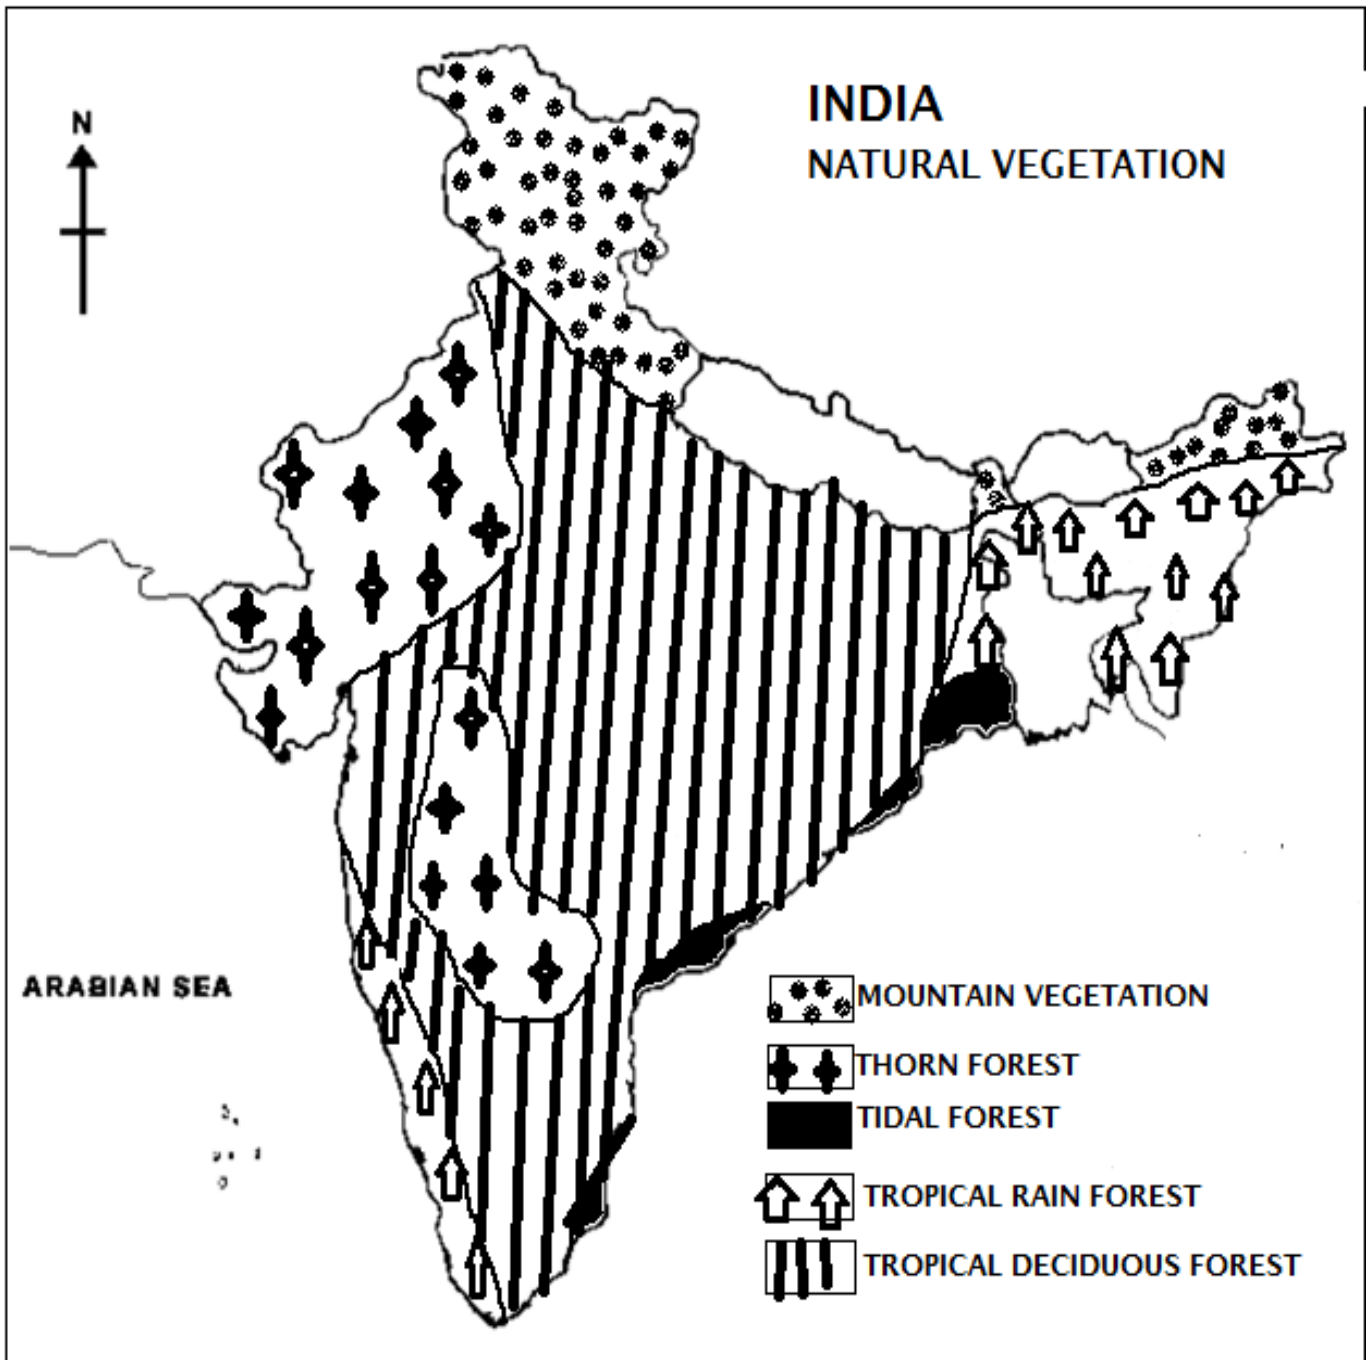 INDIA
NATURAL VEGETATION
N
ARABIAN SEA
MOUNTAIN VEGETATION
THORN FOREST
TIDAL FOREST
TROPICAL RAIN FOREST
TROPICAL DECIDUOUS FOREST